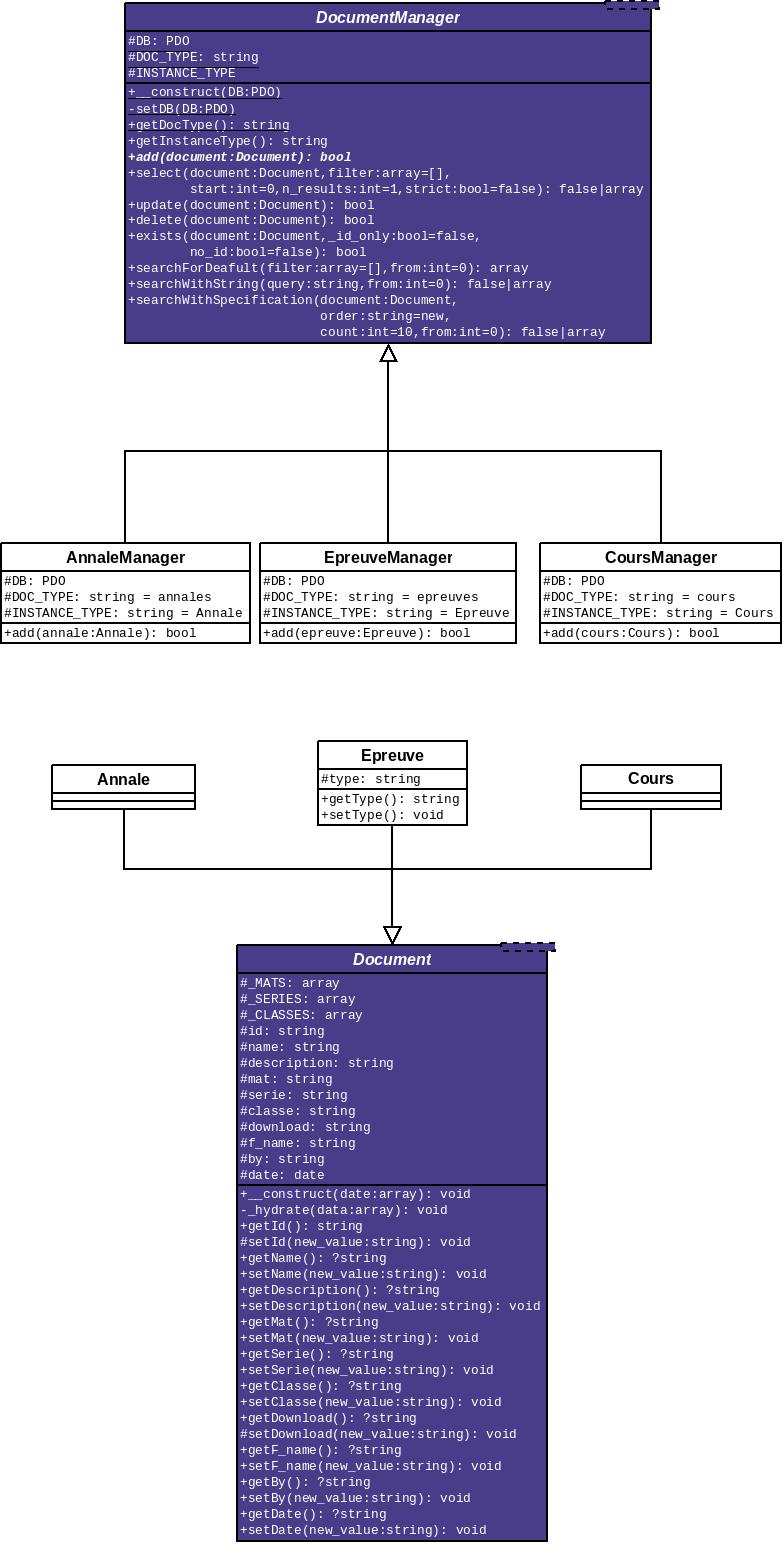 DocumentManager
#DB: PDO
#DOC_TYPE: string
#INSTANCE_TYPE
+__construct(DB:PDO)
-setDB(DB:PDO)
+getDocType(): string
+getInstanceType(): string
+add(document:Document): bool
+select(document:Document,filter:array=[],
start:int=0,n_results:int=1,strict:bool=false): false|array
+update(document:Document): bool
+delete(document:Document): bool
+exists(document:Document,_id_only:bool=false,
no_id:bool=false): bool
+searchForDeafult(filter:array=[],from:int=0): array
+searchWithString(query:string,from:int=0): false|array
+searchWithSpecification(document:Document,
order:string=new,
count:int=10,from:int=0): false|array
AnnaleManager
#DB: PDO
#DOC_TYPE: string = annales
#INSTANCE_TYPE: string = Annale
+add(annale:Annale): bool
EpreuveManager
#DB: PDO
#DOC_TYPE: string = epreuves
#INSTANCE_TYPE: string = Epreuve
+add(epreuve:Epreuve): bool
CoursManager
#DB: PDO
#DOC_TYPE: string = cours
#INSTANCE_TYPE: string = Cours
+add(cours:Cours): bool
Annale
Epreuve
#type: string
+getType(): string
+setType(): void
Cours
Document
#_MATS: array
#_SERIES: array
#_CLASSES: array
#id: string
#name: string
#description: string
#mat: string
#serie: string
#classe: string
#download: string
#f_name: string
#by: string
#date: date
+__construct(date:array): void
-_hydrate(data:array): void
+getId(): string
#setId(new_value:string): void
+getName(): ?string
+setName(new_value:string): void
+getDescription(): ?string
+setDescription(new_value:string): void
+getMat(): ?string
+setMat(new_value:string): void
+getSerie(): ?string
+setSerie(new_value:string): void
+getClasse(): ?string
+setClasse(new_value:string): void
+getDownload(): ?string
#setDownload(new_value:string): void
+getF_name(): ?string
+setF_name(new_value:string): void
+getBy(): ?string
+setBy(new_value:string): void
+getDate(): ?string
+setDate(new_value:string): void